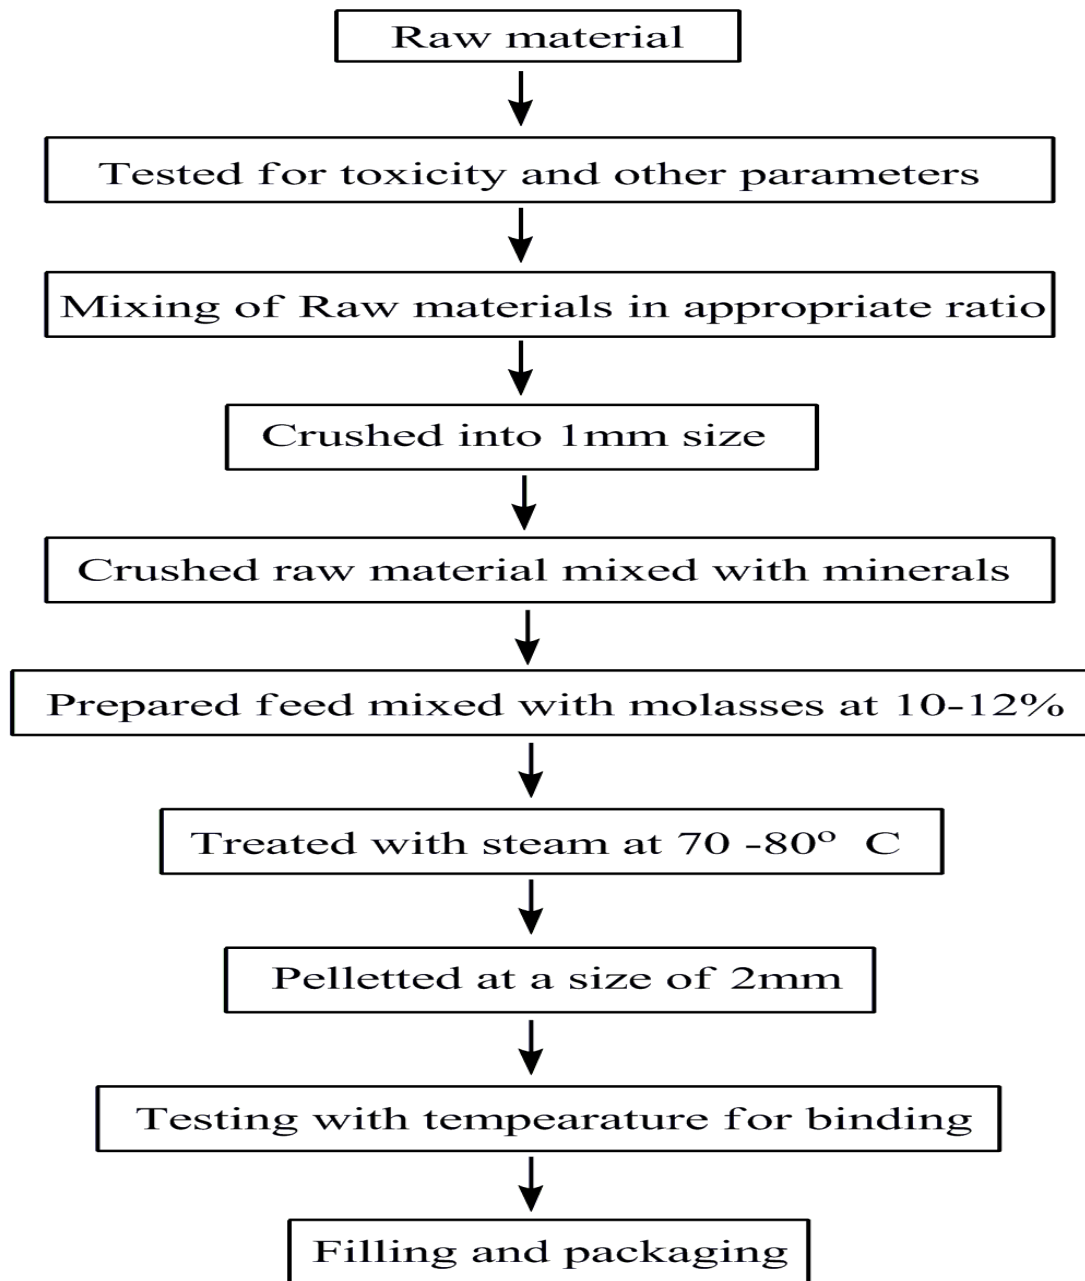 Raw material
Tested for toxicity and other parameters
Mixing of Raw materials in appropriate ratio
Crushed into 1mm size
Crushed raw material mixed with minerals
Prepared feed mixed with molasses at 10-12%
Treated with steam at 70 -80º  C
Pelletted at a size of 2mm
Testing with tempearature for binding
Filling and packaging